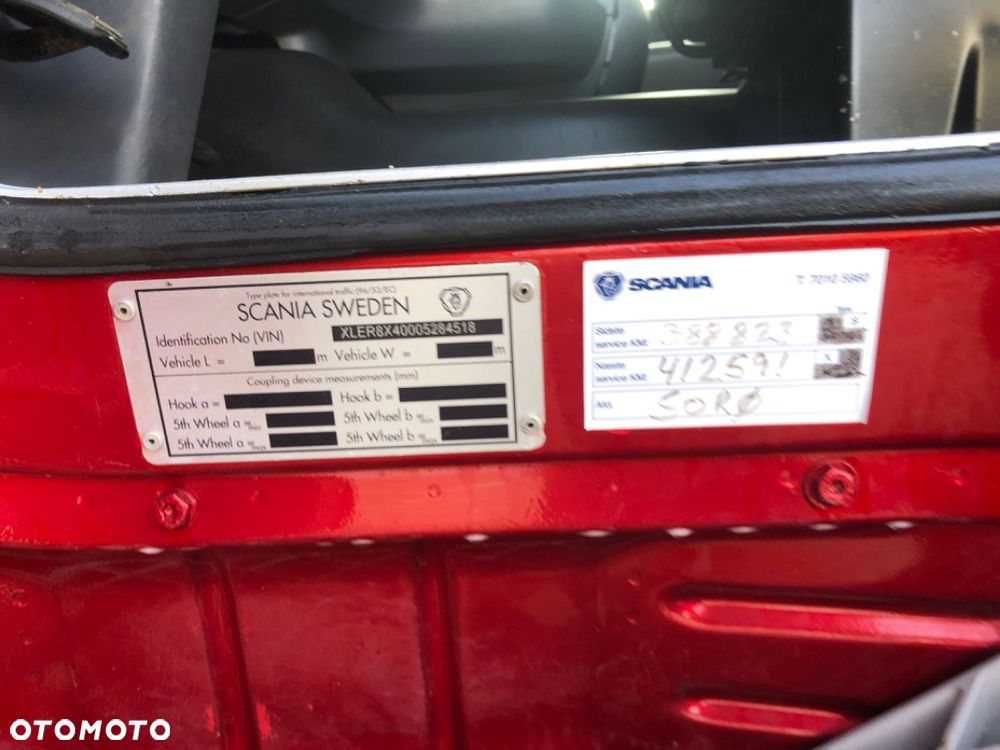 Type plate for international traffic (96/53/EC)
SCANIA SWEDEN
Identification No (VIN) XLER8X40005284518
Vehicle L = m Vehicle W = m
Coupling device measurements (mm)
Hook a = Hook b =
5th Wheel a =min 5th Wheel b =min
5th Wheel a =max 5th Wheel b =max
SCANIA T: 7010 5960
Sidste
service KM: 388823
Næste
service KM: 412591
Afd. SORØ
OTOMOTO